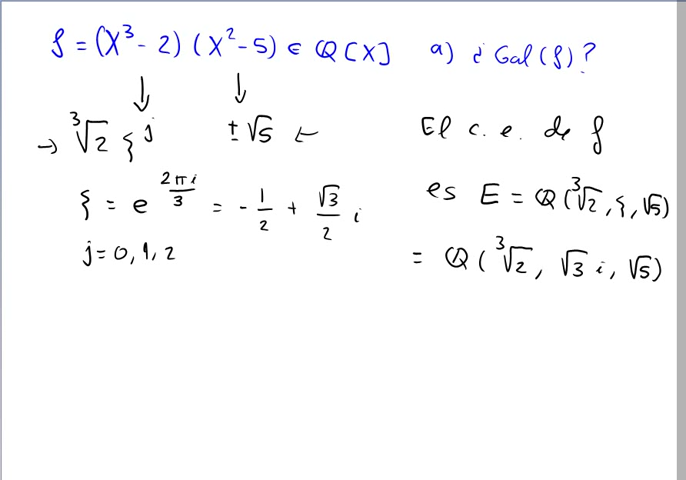 f = (X³ - 2) (X² - 5) ∈ ℚ[X] a) ¿Gal(f)?
↓ ↓
→ ∛2 ξʲ ± √5 ←
ξ = e^(2πi/3) = - 1/2 + √3/2 i
j = 0, 1, 2
El c. e. de f
es E = ℚ(∛2, ξ, √5)
= ℚ(∛2, √3 i, √5)